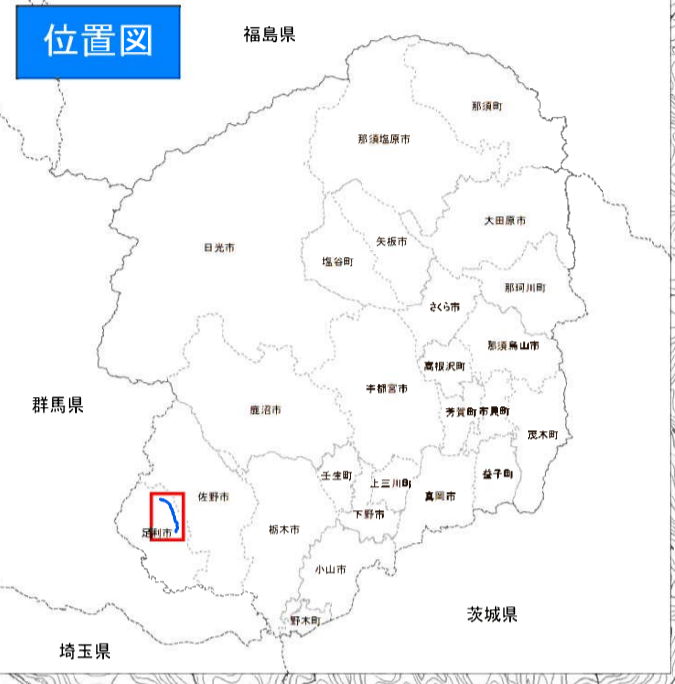 位置図
福島県
那須町
那須塩原市
大田原市
日光市
矢板市
塩谷町
那珂川町
さくら市
那須烏山市
高根沢町
宇都宮市
群馬県
鹿沼市
芳賀町
市貝町
茂木町
壬生町
上三川町
益子町
真岡市
佐野市
下野市
栃木市
足利市
小山市
野木町
茨城県
埼玉県